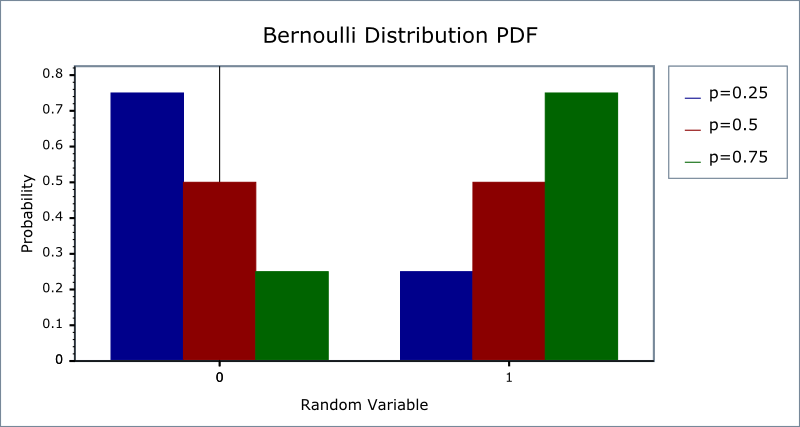 Bernoulli Distribution PDF
0.8
0.7
0.6
0.5
0.4
0.3
0.2
0.1
0
Probability
0
1
Random Variable
p=0.25
p=0.5
p=0.75